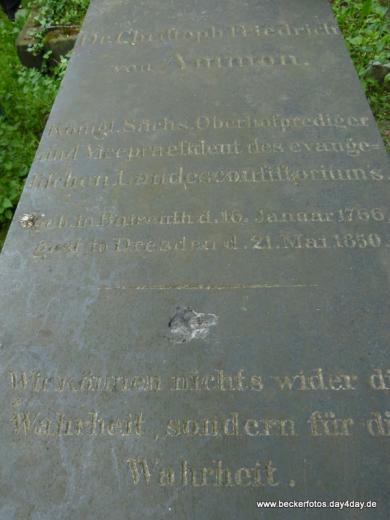 Dr. Christoph Friedrich
von Ammon.
Königl. Sächs. Oberhofprediger
und Vicepraesident des evange-
lischen Landesconsistoriums.
geb. in Baireuth d. 16. Januar 1766
gest. in Dresden d. 21. Mai 1850.
Wir können nichts wider di
Wahrheit, sondern für di
Wahrheit.
www.beckerfotos.day4day.de